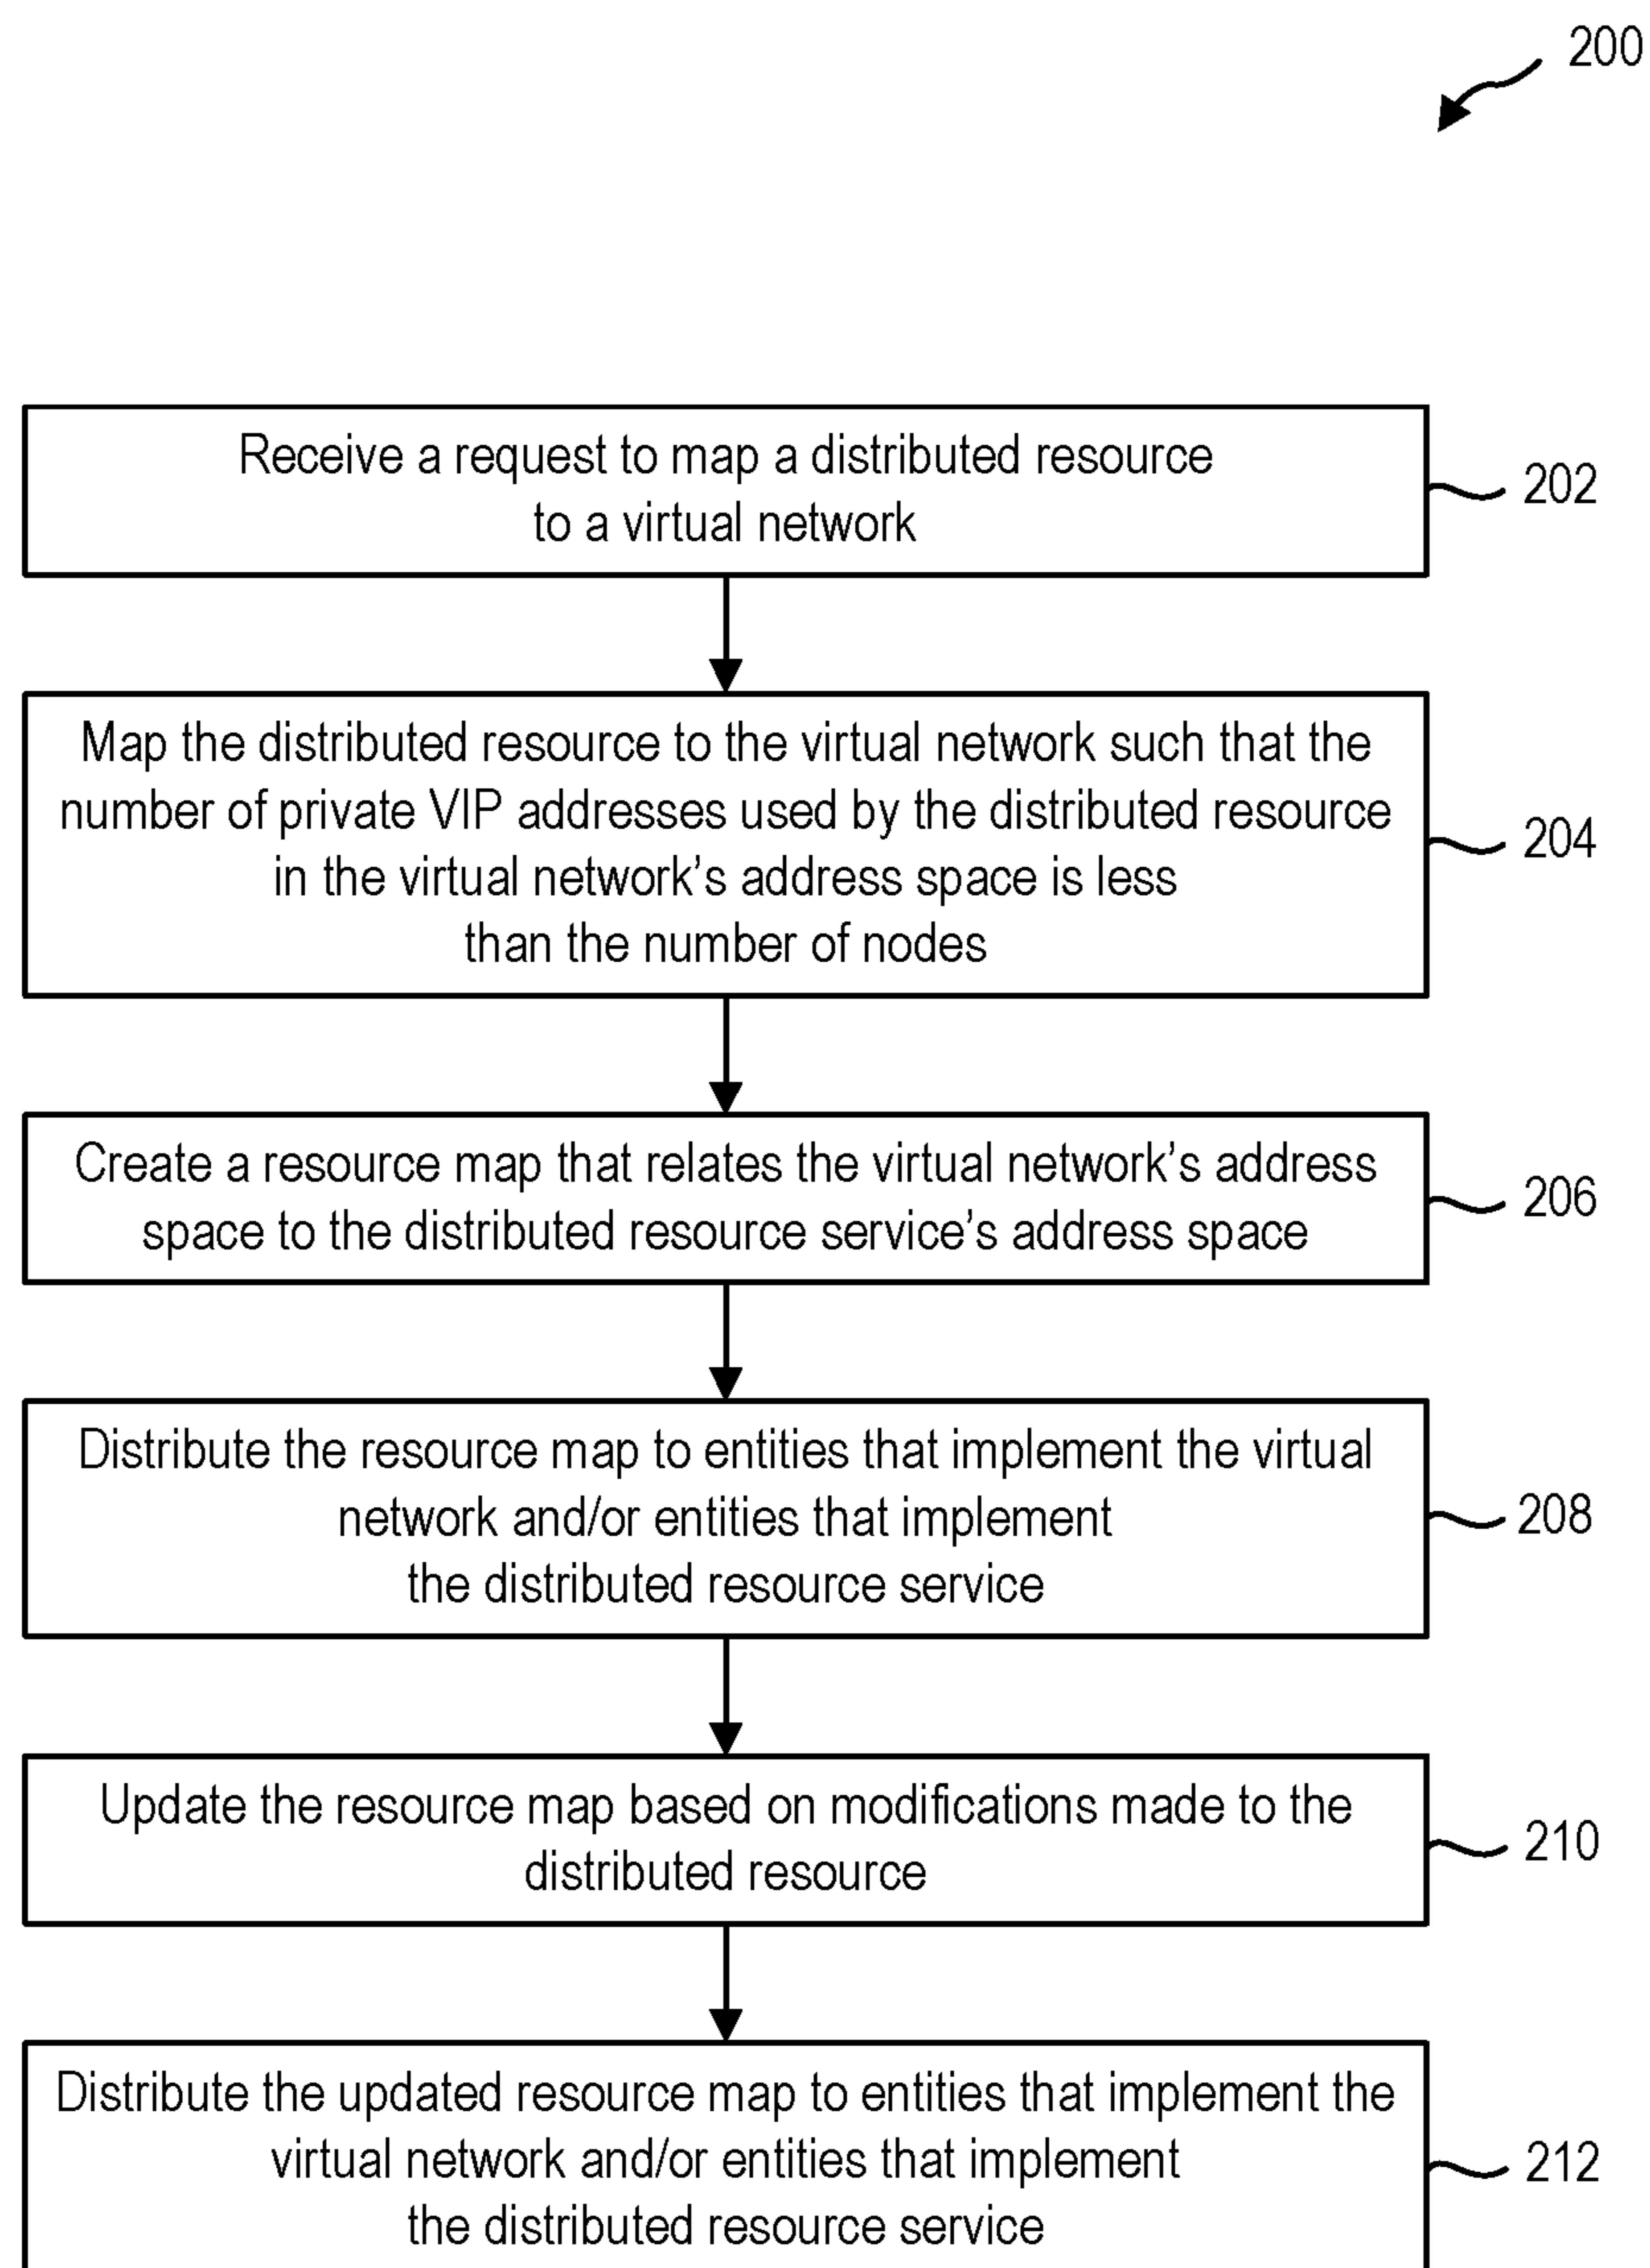 200
Receive a request to map a distributed resource
to a virtual network
202
Map the distributed resource to the virtual network such that the
number of private VIP addresses used by the distributed resource
in the virtual network’s address space is less
than the number of nodes
204
Create a resource map that relates the virtual network’s address
space to the distributed resource service’s address space
206
Distribute the resource map to entities that implement the virtual
network and/or entities that implement
the distributed resource service
208
Update the resource map based on modifications made to the
distributed resource
210
Distribute the updated resource map to entities that implement the
virtual network and/or entities that implement
the distributed resource service
212